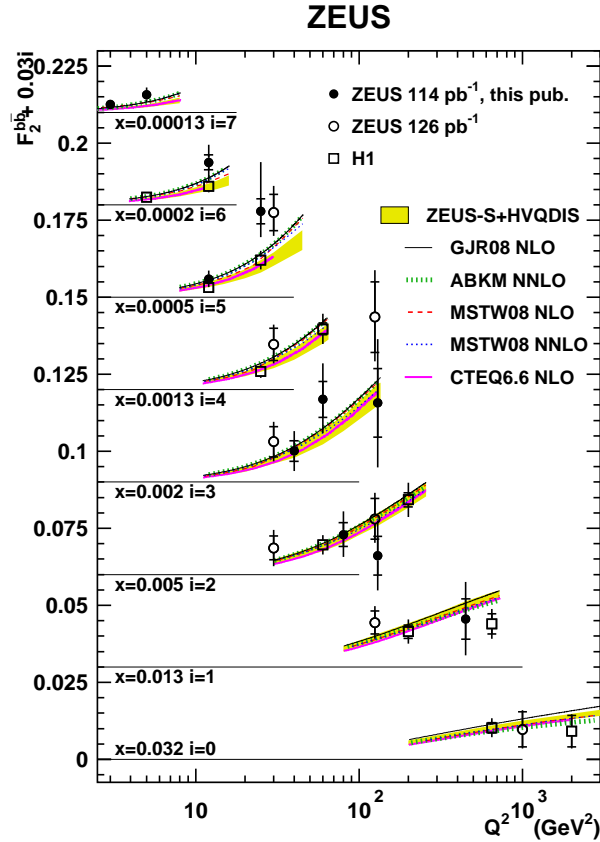 ZEUS
F₂^bb̄ + 0.03i
0.225
0.2
0.175
0.15
0.125
0.1
0.075
0.05
0.025
0
ZEUS 114 pb⁻¹, this pub.
ZEUS 126 pb⁻¹
H1
ZEUS-S+HVQDIS
GJR08 NLO
ABKM NNLO
MSTW08 NLO
MSTW08 NNLO
CTEQ6.6 NLO
x=0.00013 i=7
x=0.0002 i=6
x=0.0005 i=5
x=0.0013 i=4
x=0.002 i=3
x=0.005 i=2
x=0.013 i=1
x=0.032 i=0
10 10² 10³
Q² (GeV²)